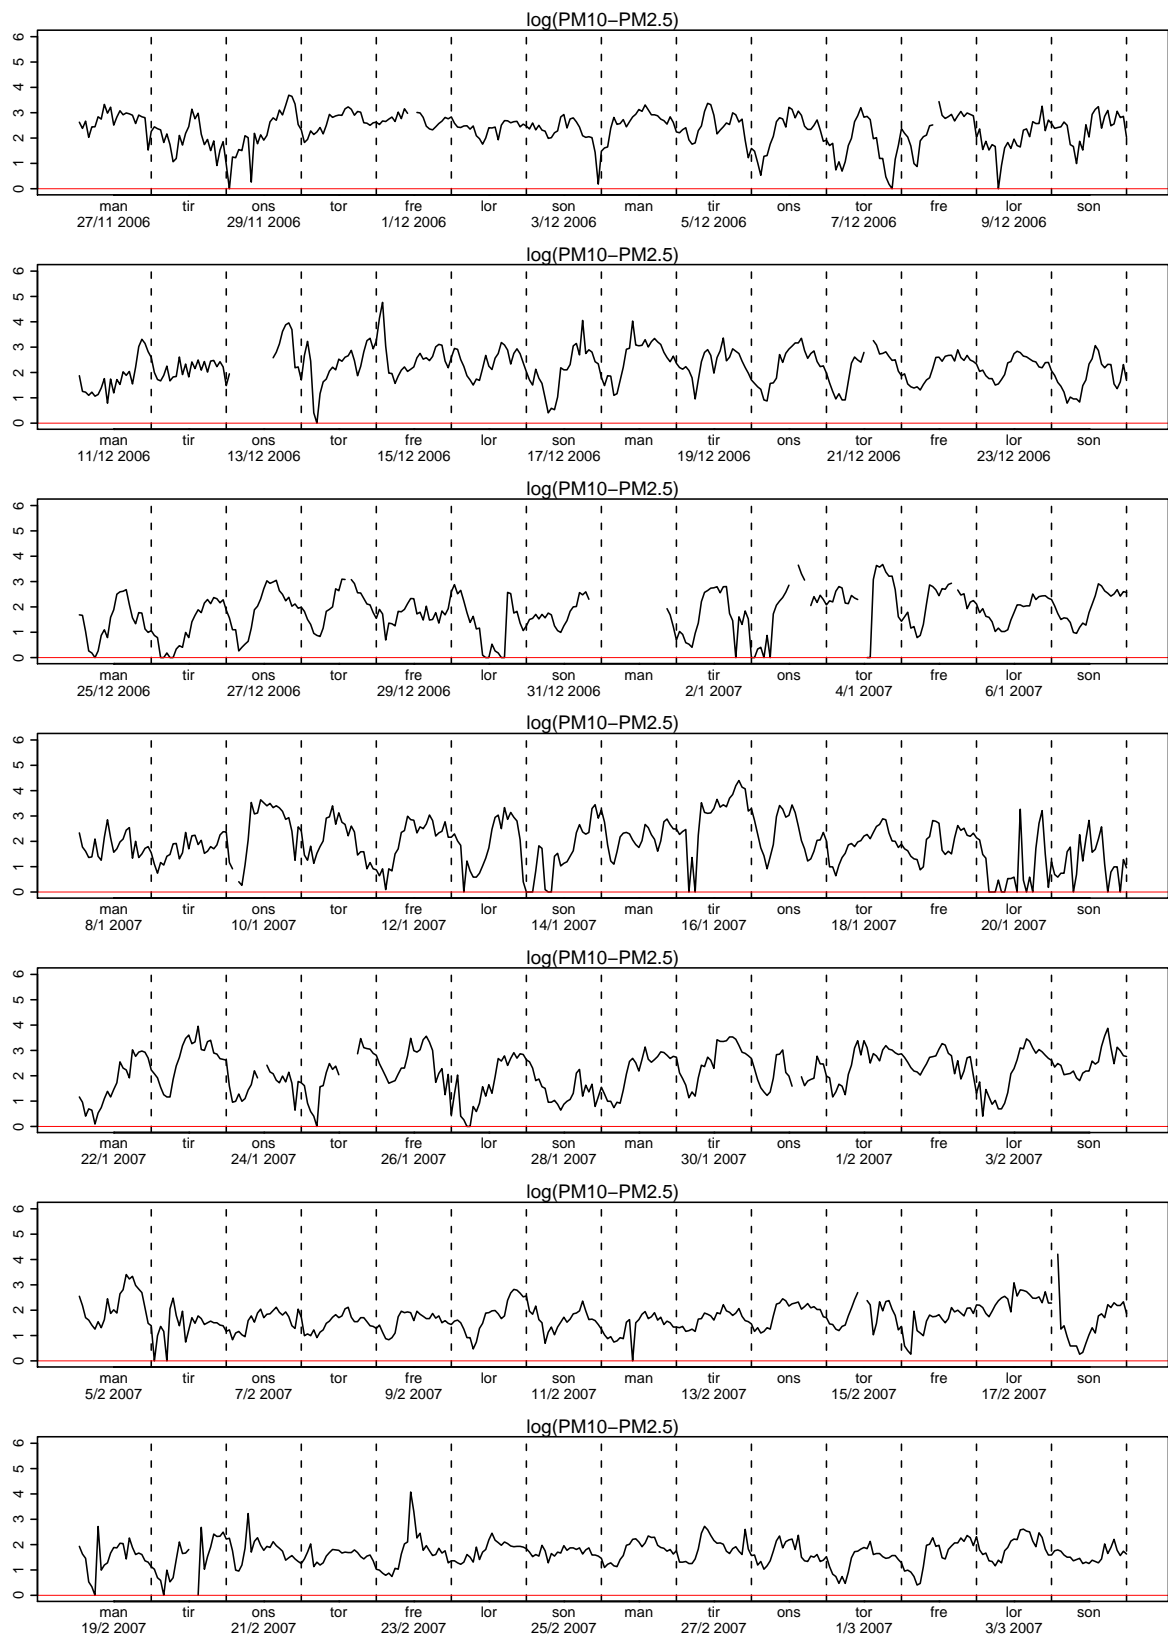 log(PM10−PM2.5)
6
5
4
3
2
1
0
man tir ons tor fre lor son man tir ons tor fre lor son
27/11 2006 29/11 2006 1/12 2006 3/12 2006 5/12 2006 7/12 2006 9/12 2006
log(PM10−PM2.5)
6
5
4
3
2
1
0
man tir ons tor fre lor son man tir ons tor fre lor son
11/12 2006 13/12 2006 15/12 2006 17/12 2006 19/12 2006 21/12 2006 23/12 2006
log(PM10−PM2.5)
6
5
4
3
2
1
0
man tir ons tor fre lor son man tir ons tor fre lor son
25/12 2006 27/12 2006 29/12 2006 31/12 2006 2/1 2007 4/1 2007 6/1 2007
log(PM10−PM2.5)
6
5
4
3
2
1
0
man tir ons tor fre lor son man tir ons tor fre lor son
8/1 2007 10/1 2007 12/1 2007 14/1 2007 16/1 2007 18/1 2007 20/1 2007
log(PM10−PM2.5)
6
5
4
3
2
1
0
man tir ons tor fre lor son man tir ons tor fre lor son
22/1 2007 24/1 2007 26/1 2007 28/1 2007 30/1 2007 1/2 2007 3/2 2007
log(PM10−PM2.5)
6
5
4
3
2
1
0
man tir ons tor fre lor son man tir ons tor fre lor son
5/2 2007 7/2 2007 9/2 2007 11/2 2007 13/2 2007 15/2 2007 17/2 2007
log(PM10−PM2.5)
6
5
4
3
2
1
0
man tir ons tor fre lor son man tir ons tor fre lor son
19/2 2007 21/2 2007 23/2 2007 25/2 2007 27/2 2007 1/3 2007 3/3 2007